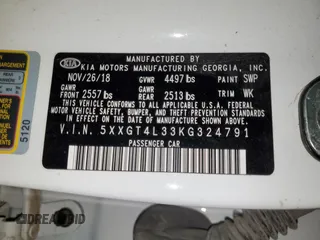 MANUFACTURED BY
KIA KIA MOTORS MANUFACTURING GEORGIA, INC.
NOV/26/18 GVWR 4497 lbs PAINT SWP
GAWR GAWR
FRONT 2557 lbs REAR 2513 lbs TRIM WK
THIS VEHICLE CONFORMS TO ALL APPLICABLE
FEDERAL MOTOR VEHICLE SAFETY, BUMPER, AND
THEFT PREVENTION STANDARDS IN EFFECT ON
THE DATE OF MANUFACTURE SHOWN ABOVE.
V.I.N. 5XXGT4L33KG324791
PASSENGER CAR
5120
REAR